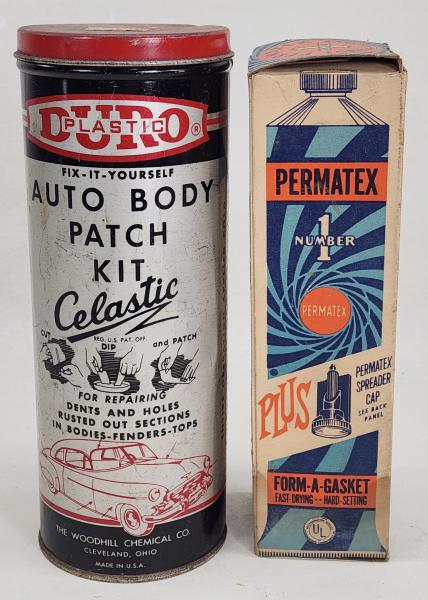 DURO
PLASTIC
®
FIX-IT-YOURSELF
AUTO BODY
PATCH
KIT
Celastic
REG. U.S. PAT. OFF.
CUT DIP and PATCH
FOR REPAIRING
DENTS AND HOLES
RUSTED OUT SECTIONS
IN BODIES-FENDERS-TOPS
THE WOODHILL CHEMICAL CO.
CLEVELAND, OHIO
MADE IN U.S.A.
PERMATEX
1
NUMBER
PERMATEX
PLUS
PERMATEX
SPREADER
CAP
SEE BACK
PANEL
FORM-A-GASKET
FAST-DRYING·· HARD-SETTING
UL